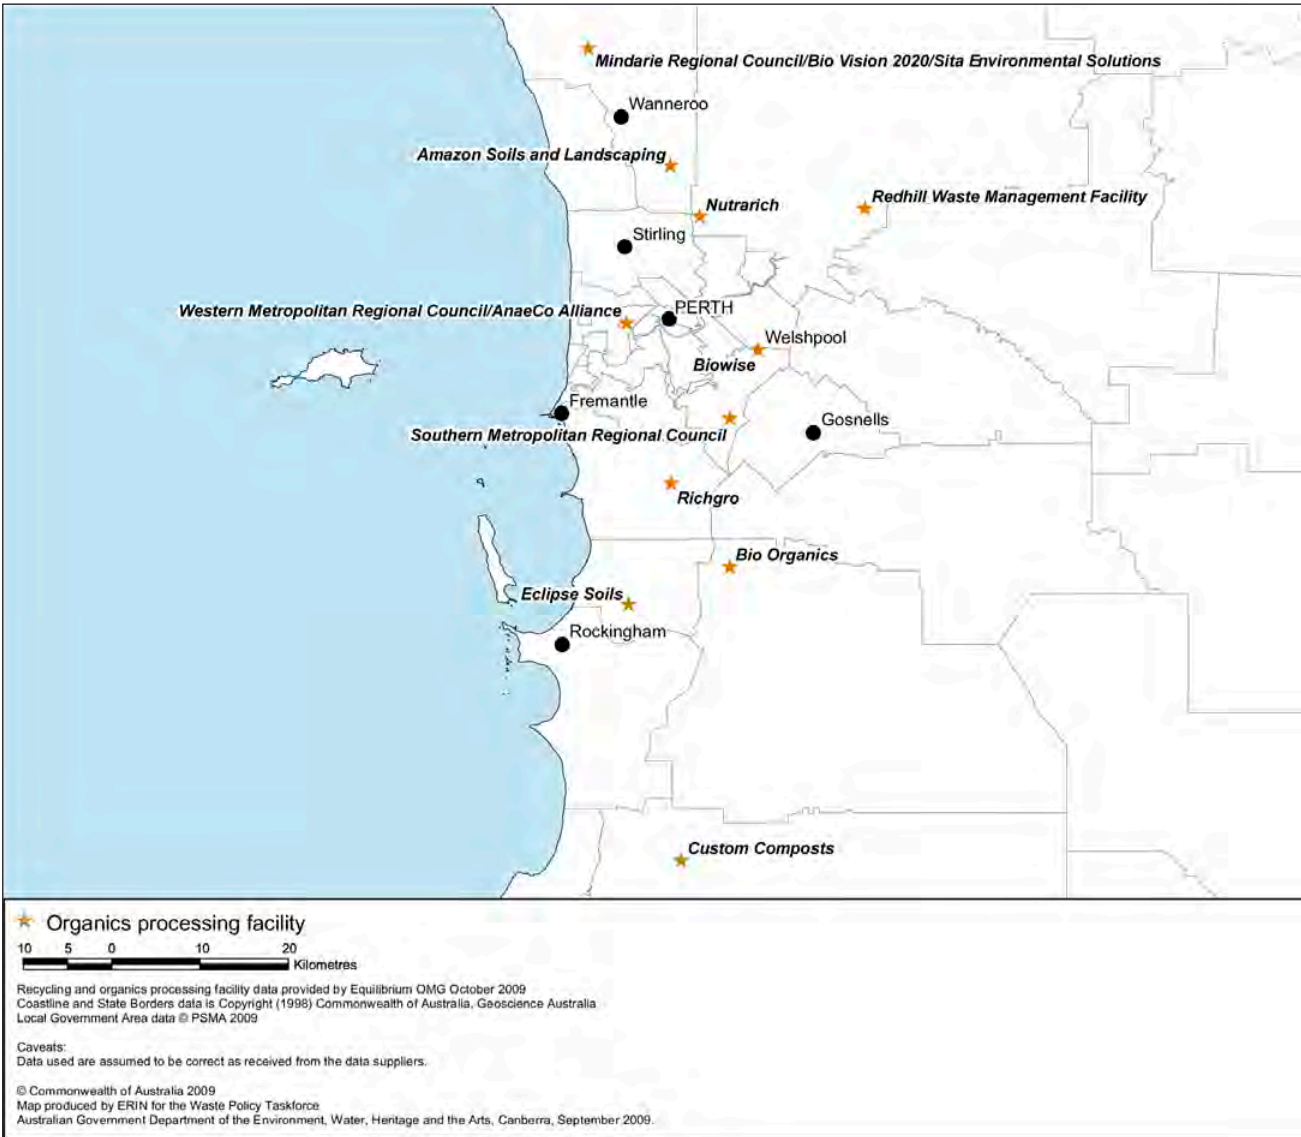 Mindarie Regional Council/Bio Vision 2020/Sita Environmental Solutions
Wanneroo
Amazon Soils and Landscaping
Redhill Waste Management Facility
Nutrarich
Stirling
Western Metropolitan Regional Council/AnaeCo Alliance
PERTH
Welshpool
Biowise
Fremantle
Gosnells
Southern Metropolitan Regional Council
Richgro
Bio Organics
Eclipse Soils
Rockingham
Custom Composts
Organics processing facility
10 5 0 10 20
Kilometres
Recycling and organics processing facility data provided by Equilibrium OMG October 2009
Coastline and State Borders data is Copyright (1998) Commonwealth of Australia, Geoscience Australia
Local Government Area data © PSMA 2009
Caveats:
Data used are assumed to be correct as received from the data suppliers.
© Commonwealth of Australia 2009
Map produced by ERIN for the Waste Policy Taskforce
Australian Government Department of the Environment, Water, Heritage and the Arts, Canberra, September 2009.